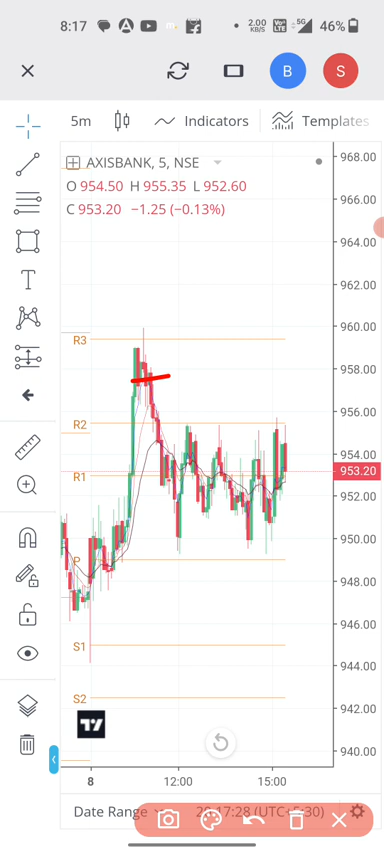 8:17 2.00 KB/S Vo LTE 5G 46%
B S
5m Indicators Templates
AXISBANK, 5, NSE
O 954.50 H 955.35 L 952.60
C 953.20 −1.25 (−0.13%)
968.00
966.00
964.00
962.00
960.00
R3
958.00
956.00
R2
954.00
953.20
R1
952.00
950.00
P
948.00
946.00
S1
944.00
S2
942.00
940.00
8 12:00 15:00
Date Range :17:28 (UTC+5:30)